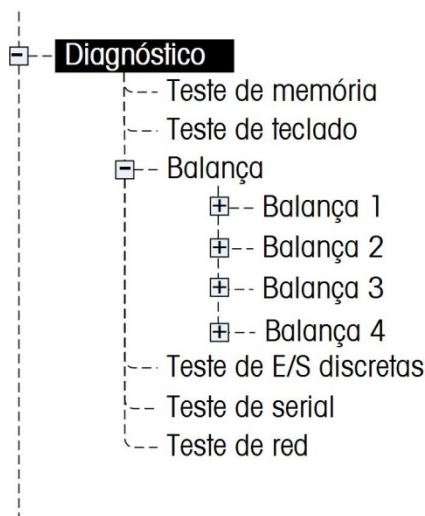 Diagnóstico
Teste de memória
Teste de teclado
Balança
Balança 1
Balança 2
Balança 3
Balança 4
Teste de E/S discretas
Teste de serial
Teste de red